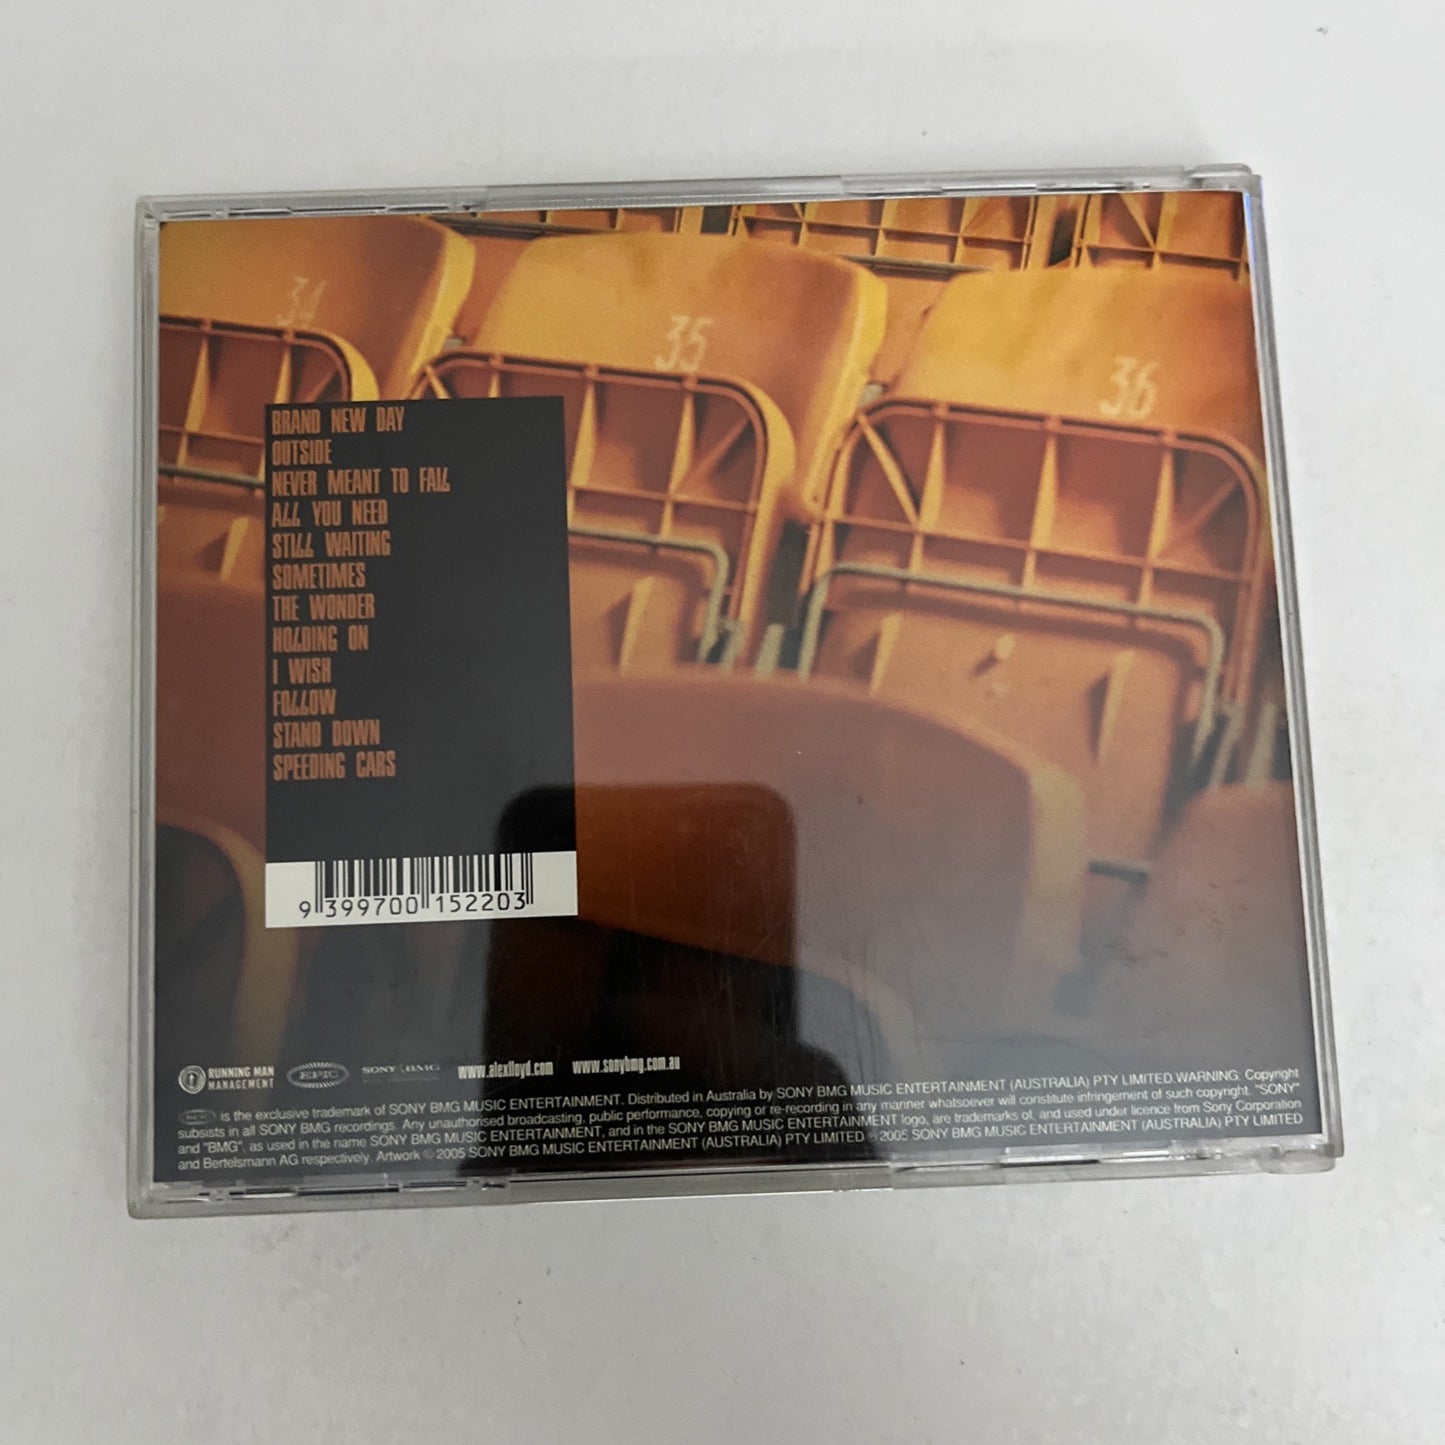 34
35
36
BRAND NEW DAY
OUTSIDE
NEVER MEANT TO FAIL
ALL YOU NEED
STILL WAITING
SOMETIMES
THE WONDER
HOLDING ON
I WISH
FOLLOW
STAND DOWN
SPEEDING CARS
9 399700 152203
RUNNING MAN
MANAGEMENT
EPIC
SONY BMG
www.alexlloyd.com
www.sonybmg.com.au
is the exclusive trademark of SONY BMG MUSIC ENTERTAINMENT. Distributed in Australia by SONY BMG MUSIC ENTERTAINMENT (AUSTRALIA) PTY LIMITED.WARNING. Copyright
subsists in all SONY BMG recordings. Any unauthorised broadcasting, public performance, copying or re-recording in any manner whatsoever will constitute infringement of such copyright. "SONY"
and "BMG", as used in the name SONY BMG MUSIC ENTERTAINMENT, and in the SONY BMG MUSIC ENTERTAINMENT logo, are trademarks of, and used under licence from Sony Corporation
and Bertelsmann AG respectively. Artwork © 2005 SONY BMG MUSIC ENTERTAINMENT (AUSTRALIA) PTY LIMITED ℗ 2005 SONY BMG MUSIC ENTERTAINMENT (AUSTRALIA) PTY LIMITED